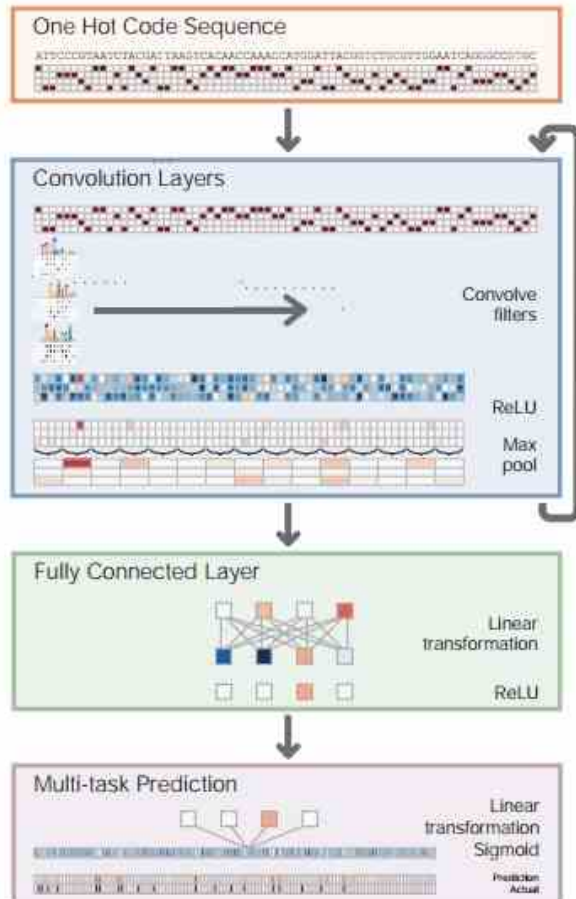 One Hot Code Sequence
Convolution Layers
Convolve
filters
ReLU
Max
pool
Fully Connected Layer
Linear
transformation
ReLU
Multi-task Prediction
Linear
transformation
Sigmoid
Prediction
Actual